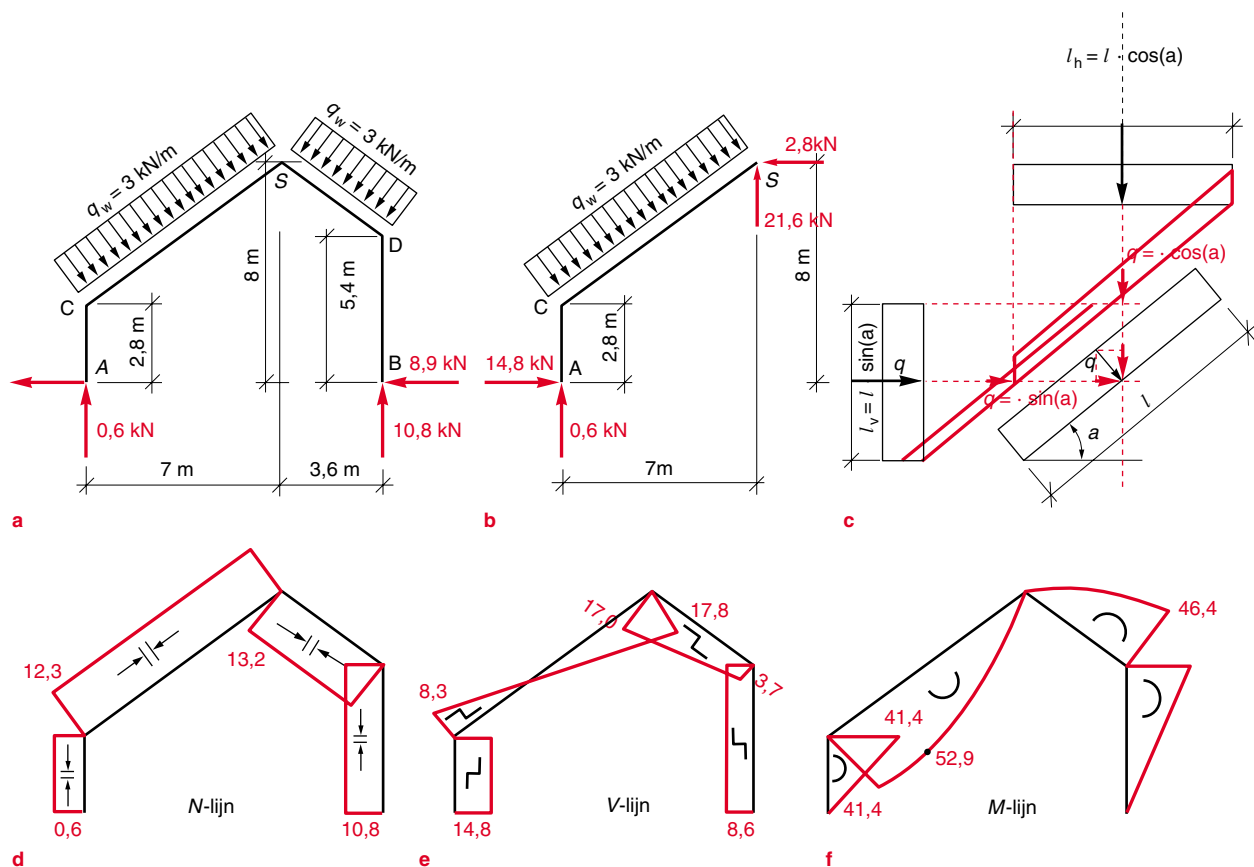 q_w = 3 kN/m
q_w = 3 kN/m
S
D
C
8 m
5,4 m
2,8 m
A
B
8,9 kN
0,6 kN
10,8 kN
7 m
3,6 m
a
q_w = 3 kN/m
2,8kN
S
21,6 kN
8 m
C
2,8 m
14,8 kN
A
0,6 kN
7m
b
l_h = l · cos(a)
q = · cos(a)
l_v = l sin(a)
q
q
q = · sin(a)
l
a
c
12,3
13,2
0,6
N-lijn
10,8
d
17,0
17,8
8,3
3,7
14,8
V-lijn
8,6
e
46,4
41,4
52,9
41,4
M-lijn
f